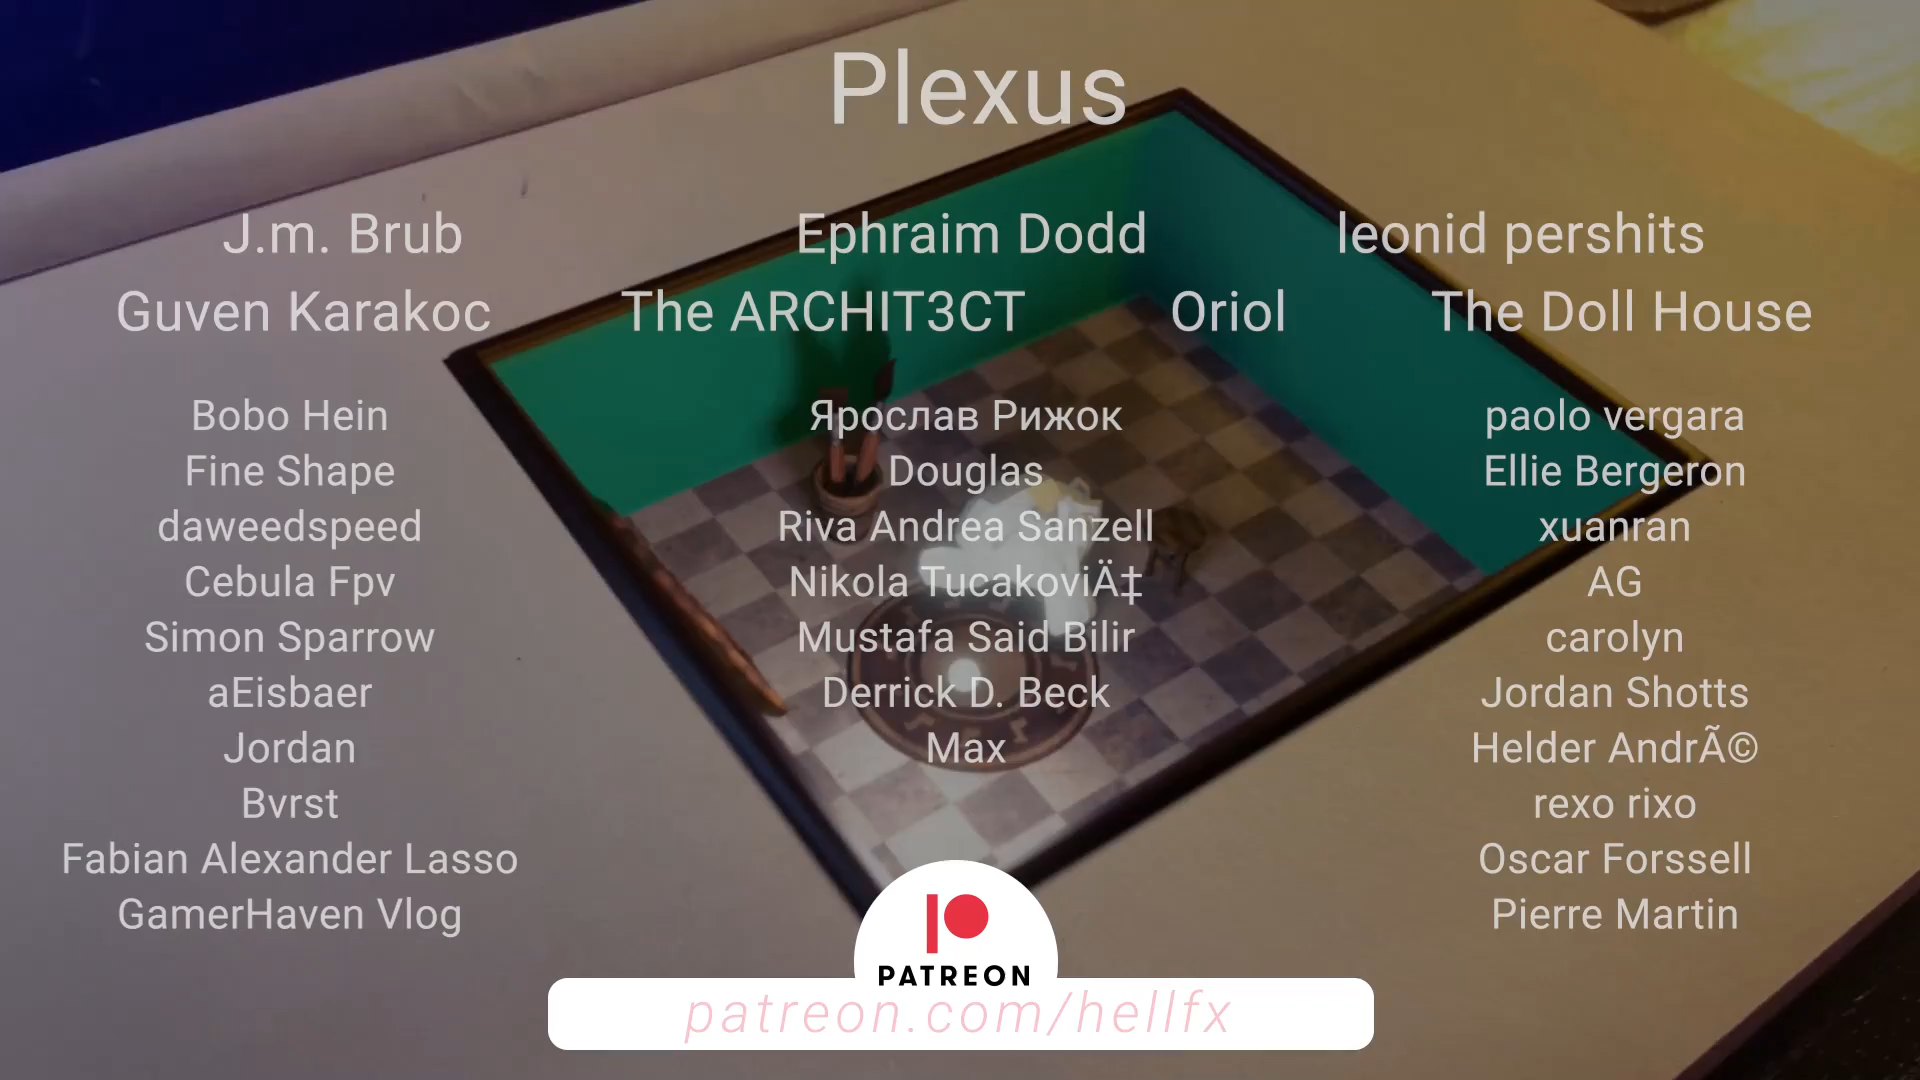 Plexus
J.m. Brub Ephraim Dodd leonid pershits
Guven Karakoc The ARCHIT3CT Oriol The Doll House
Bobo Hein Ярослав Рижок paolo vergara
Fine Shape Douglas Ellie Bergeron
daweedspeed Riva Andrea Sanzell xuanran
Cebula Fpv Nikola TucakoviÄ‡ AG
Simon Sparrow Mustafa Said Bilir carolyn
aEisbaer Derrick D. Beck Jordan Shotts
Jordan Max Helder AndrÃ©
Bvrst rexo rixo
Fabian Alexander Lasso Oscar Forssell
GamerHaven Vlog Pierre Martin
PATREON
patreon.com/hellfx